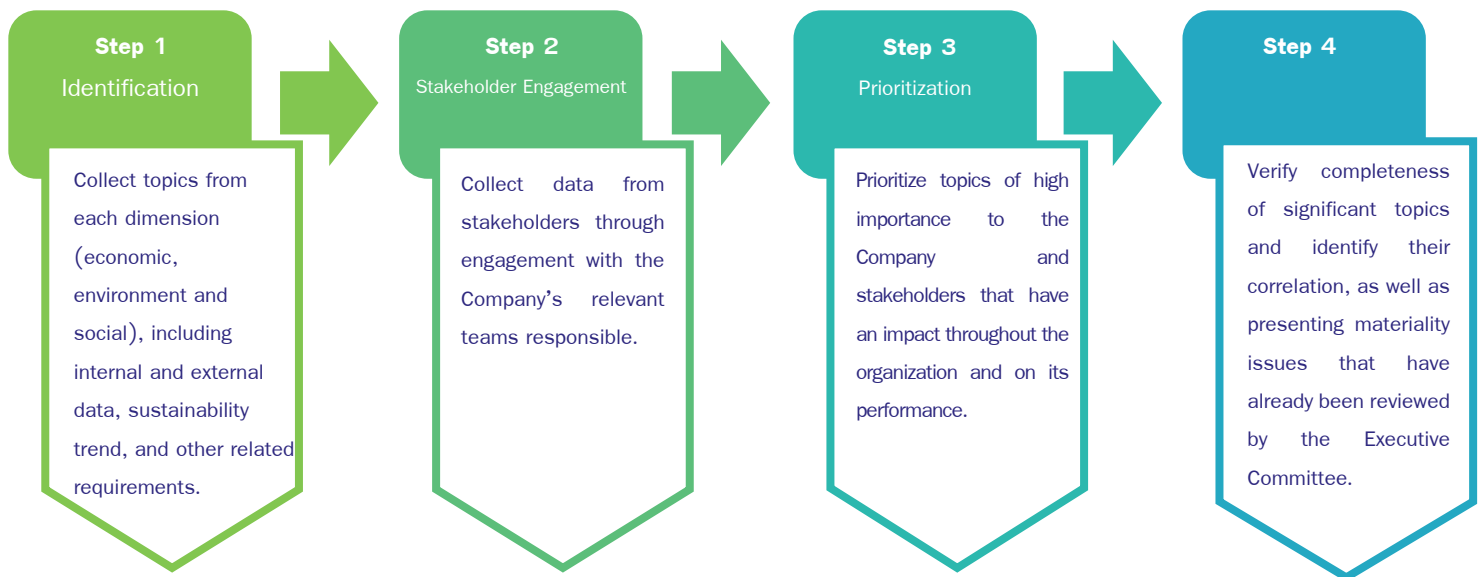 Step 1
Identification
Collect topics from
each dimension
(economic,
environment and
social), including
internal and external
data, sustainability
trend, and other related
requirements.
Step 2
Stakeholder Engagement
Collect data from
stakeholders through
engagement with the
Company's relevant
teams responsible.
Step 3
Prioritization
Prioritize topics of high
importance to the
Company and
stakeholders that have
an impact throughout the
organization and on its
performance.
Step 4
Verify completeness
of significant topics
and identify their
correlation, as well as
presenting materiality
issues that have
already been reviewed
by the Executive
Committee.